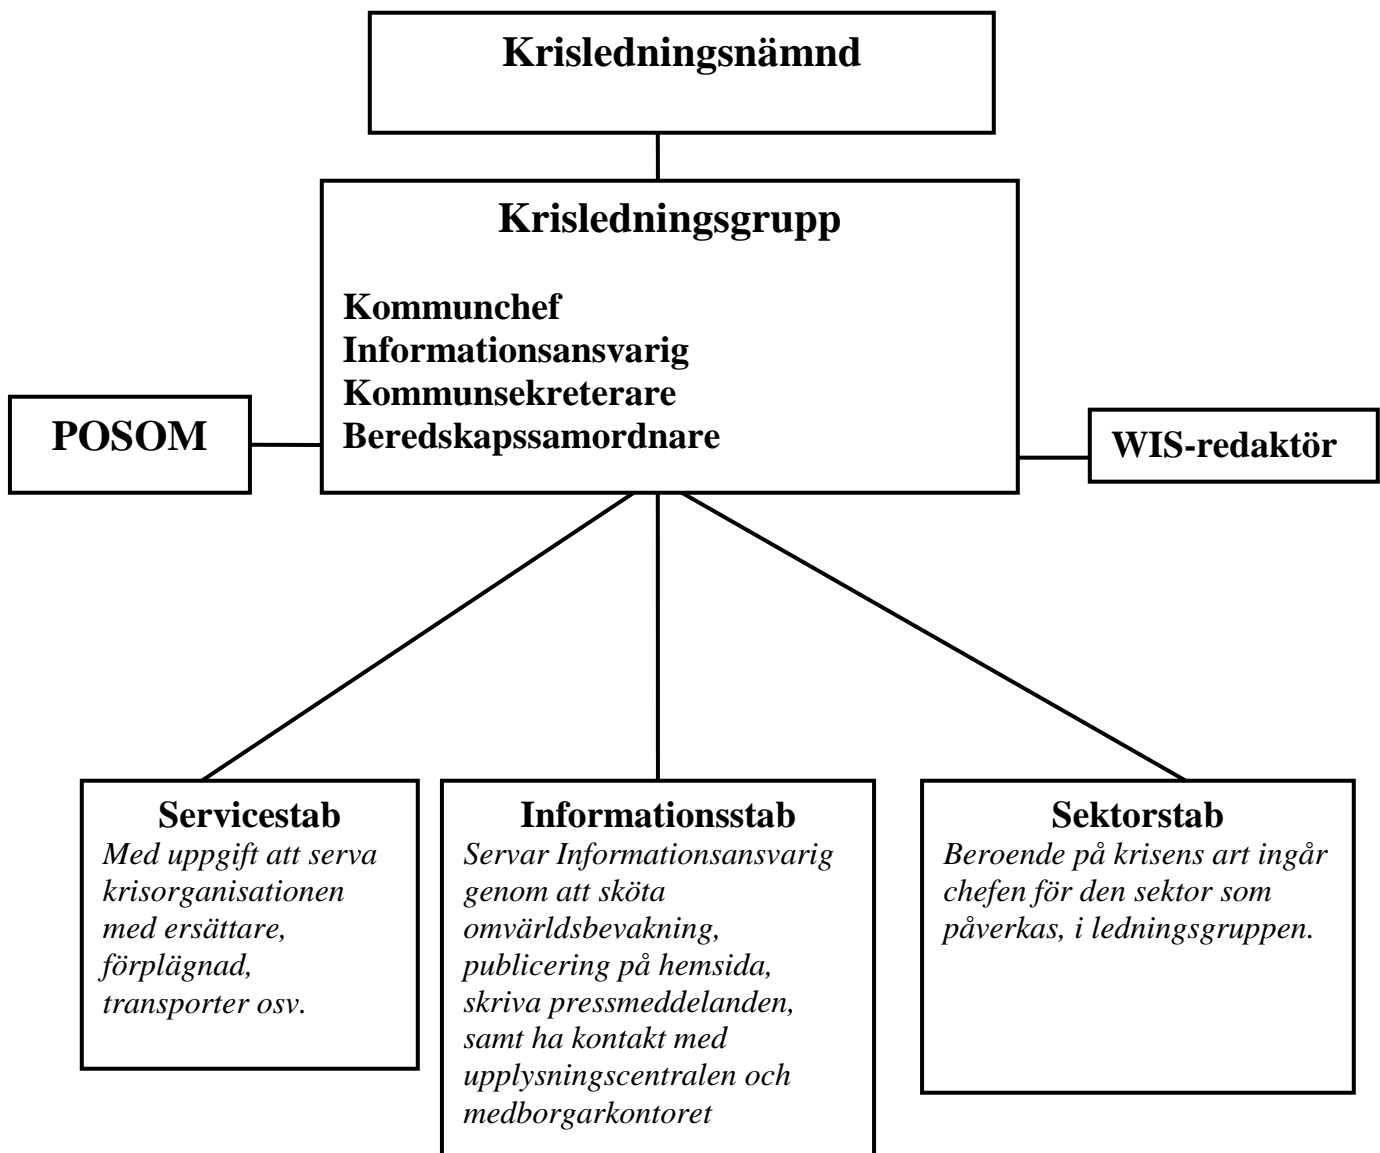 Krisledningsnämnd
Krisledningsgrupp
Kommunchef
Informationsansvarig
Kommunsekreterare
Beredskapssamordnare
POSOM
WIS-redaktör
Servicestab
Med uppgift att serva
krisorganisationen
med ersättare,
förplägnad,
transporter osv.
Informationsstab
Servar Informationsansvarig
genom att sköta
omvärldsbevakning,
publicering på hemsida,
skriva pressmeddelanden,
samt ha kontakt med
upplysningscentralen och
medborgarkontoret
Sektorstab
Beroende på krisens art ingår
chefen för den sektor som
påverkas, i ledningsgruppen.